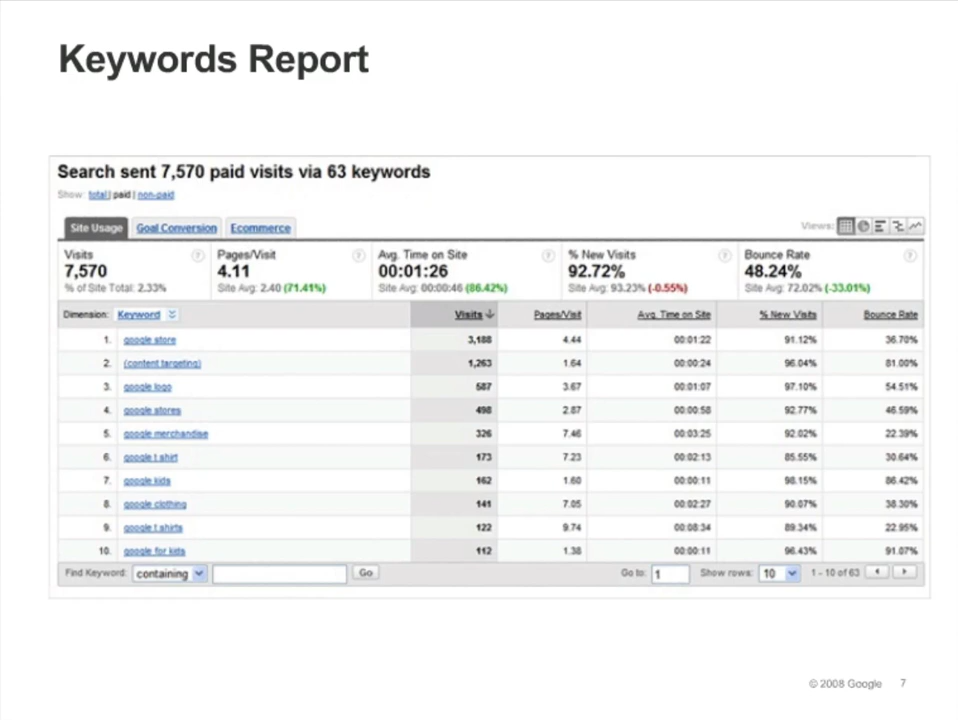 Keywords Report
Search sent 7,570 paid visits via 63 keywords
Show: total | paid | non-paid
Site Usage Goal Conversion Ecommerce Views:
Visits ? Pages/Visit ? Avg. Time on Site ? % New Visits ? Bounce Rate ?
7,570 4.11 00:01:26 92.72% 48.24%
% of Site Total: 2.33% Site Avg: 2.40 (71.41%) Site Avg: 00:00:46 (86.42%) Site Avg: 93.23% (-0.55%) Site Avg: 72.02% (-33.01%)
Dimension: Keyword Visits Pages/Visit Avg. Time on Site % New Visits Bounce Rate
1. google store 3,188 4.44 00:01:22 91.12% 36.70%
2. (content targeting) 1,263 1.64 00:00:24 96.04% 81.00%
3. google logo 587 3.67 00:01:07 97.10% 54.51%
4. google stores 498 2.87 00:00:58 92.77% 46.59%
5. google merchandise 326 7.46 00:03:25 92.02% 22.39%
6. google t shirt 173 7.23 00:02:13 85.55% 30.64%
7. google kids 162 1.60 00:00:11 98.15% 86.42%
8. google clothing 141 7.05 00:02:27 90.07% 38.30%
9. google t shirts 122 9.74 00:08:34 89.34% 22.95%
10. google for kids 112 1.38 00:00:11 96.43% 91.07%
Find Keyword: containing Go Go to: 1 Show rows: 10 1 - 10 of 63
© 2008 Google 7